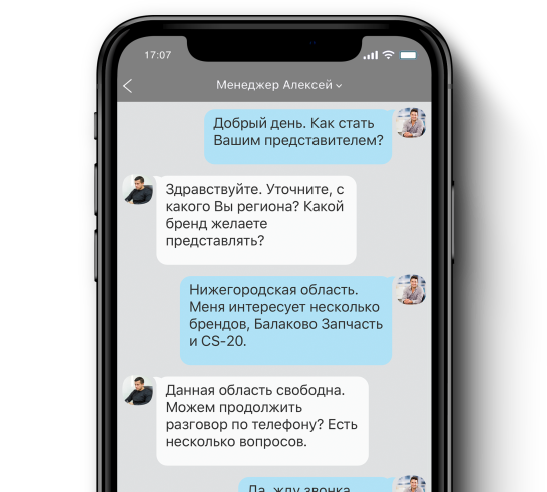 17:07
Менеджер Алексей
Добрый день. Как стать
Вашим представителем?
Здравствуйте. Уточните, с
какого Вы региона? Какой
бренд желаете
представлять?
Нижегородская область.
Меня интересует несколько
брендов, Балаково Запчасть
и CS-20.
Данная область свободна.
Можем продолжить
разговор по телефону? Есть
несколько вопросов.
Да, жду звонка